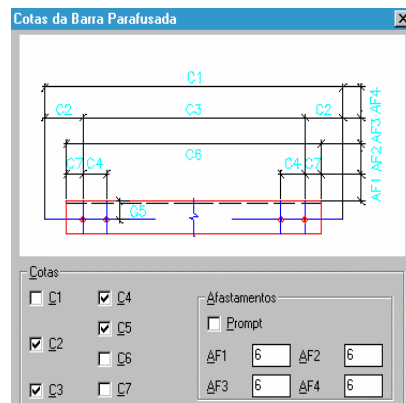 Cotas da Barra Parafusada
C1
C2 C3 C2
C6
C7 C4 C4 C7
C5
AF1 AF2 AF3 AF4
Cotas
C1 C4
C5
C2
C6
C3 C7
Afastamentos
Prompt
AF1 6 AF2 6
AF3 6 AF4 6